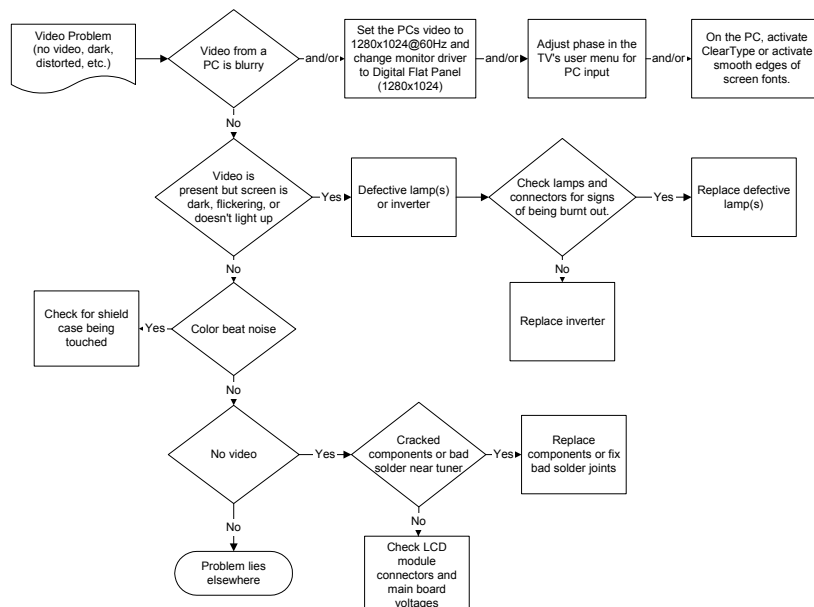 Video Problem
(no video, dark,
distorted, etc.)
Video from a
PC is blurry
and/or
Set the PCs video to
1280x1024@60Hz and
change monitor driver
to Digital Flat Panel
(1280x1024)
and/or
Adjust phase in the
TV's user menu for
PC input
and/or
On the PC, activate
ClearType or activate
smooth edges of
screen fonts.
No
Video is
present but screen is
dark, flickering, or
doesn't light up
Yes
Defective lamp(s)
or inverter
Check lamps and
connectors for signs
of being burnt out.
Yes
Replace defective
lamp(s)
No
No
Replace inverter
Check for shield
case being
touched
Yes
Color beat noise
No
No video
Yes
Cracked
components or bad
solder near tuner
Yes
Replace
components or fix
bad solder joints
No
No
Problem lies
elsewhere
Check LCD
module
connectors and
main board
voltages